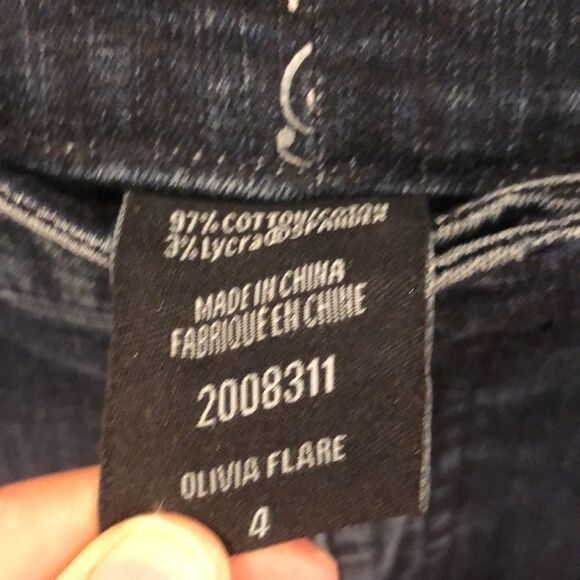 97% COTTON/COTON
3% Lycra® SPANDEX
MADE IN CHINA
FABRIQUE EN CHINE
2008311
OLIVIA FLARE
4